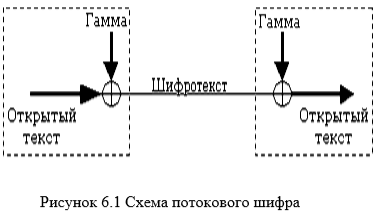 Гамма
Гамма
Шифротекст
Открытый
текст
Открытый
текст
Рисунок 6.1 Схема потокового шифра